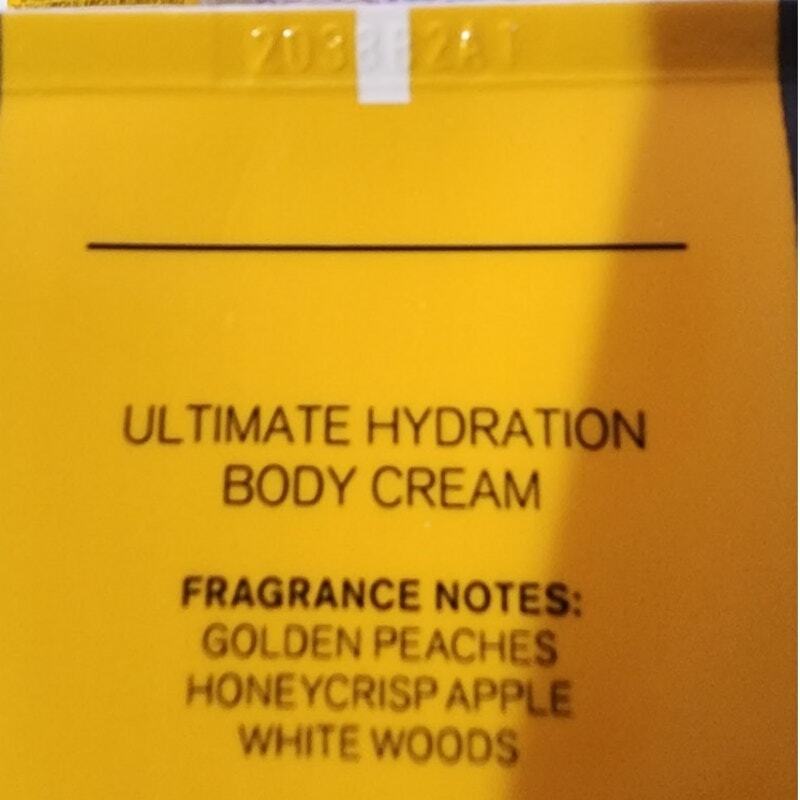 ULTIMATE HYDRATION
BODY CREAM
FRAGRANCE NOTES:
GOLDEN PEACHES
HONEYCRISP APPLE
WHITE WOODS